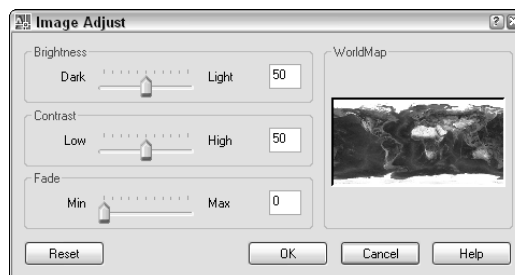 Image Adjust
Brightness
Dark Light 50
Contrast
Low High 50
Fade
Min Max 0
WorldMap
Reset OK Cancel Help